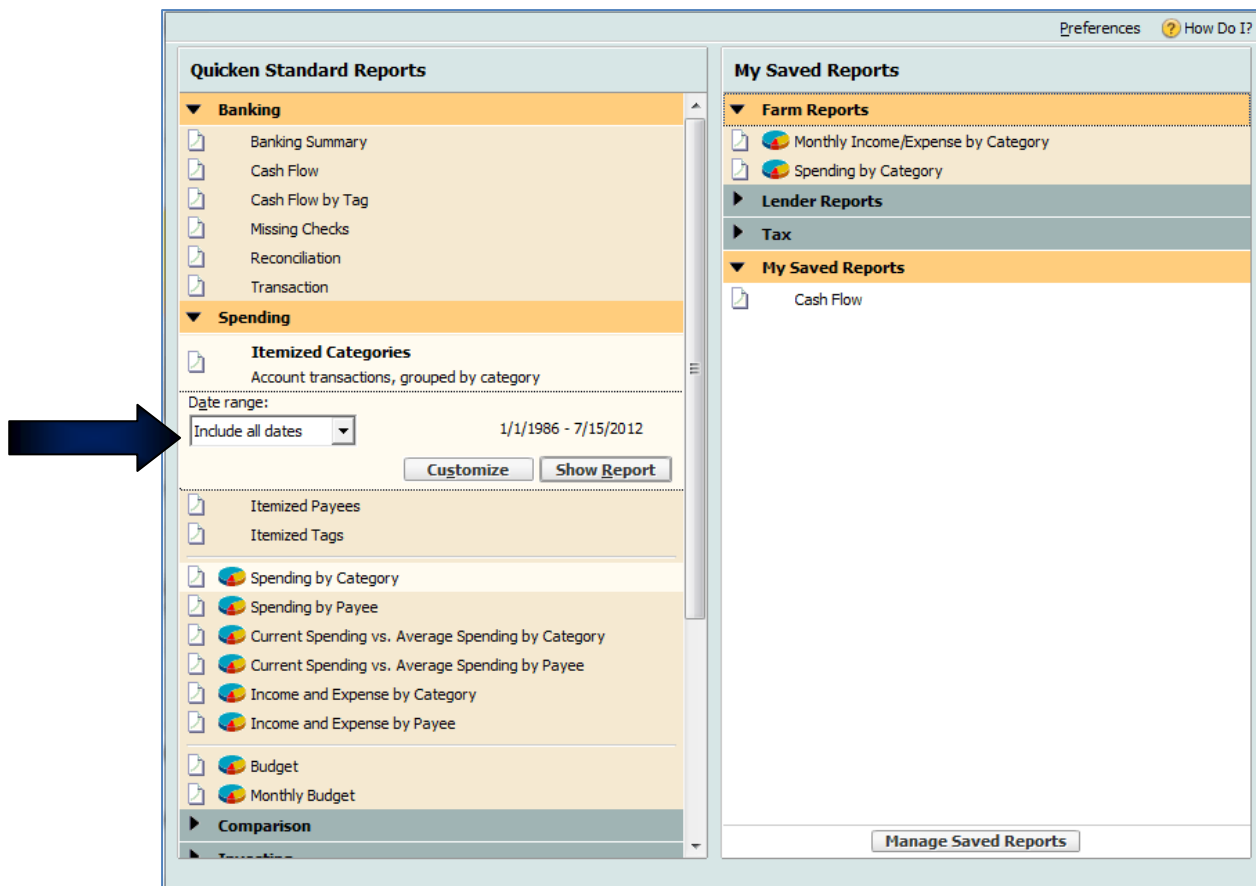 Preferences
How Do I?
Quicken Standard Reports
Banking
Banking Summary
Cash Flow
Cash Flow by Tag
Missing Checks
Reconciliation
Transaction
Spending
Itemized Categories
Account transactions, grouped by category
Date range:
Include all dates
1/1/1986 - 7/15/2012
Customize
Show Report
Itemized Payees
Itemized Tags
Spending by Category
Spending by Payee
Current Spending vs. Average Spending by Category
Current Spending vs. Average Spending by Payee
Income and Expense by Category
Income and Expense by Payee
Budget
Monthly Budget
Comparison
Investing
My Saved Reports
Farm Reports
Monthly Income/Expense by Category
Spending by Category
Lender Reports
Tax
My Saved Reports
Cash Flow
Manage Saved Reports